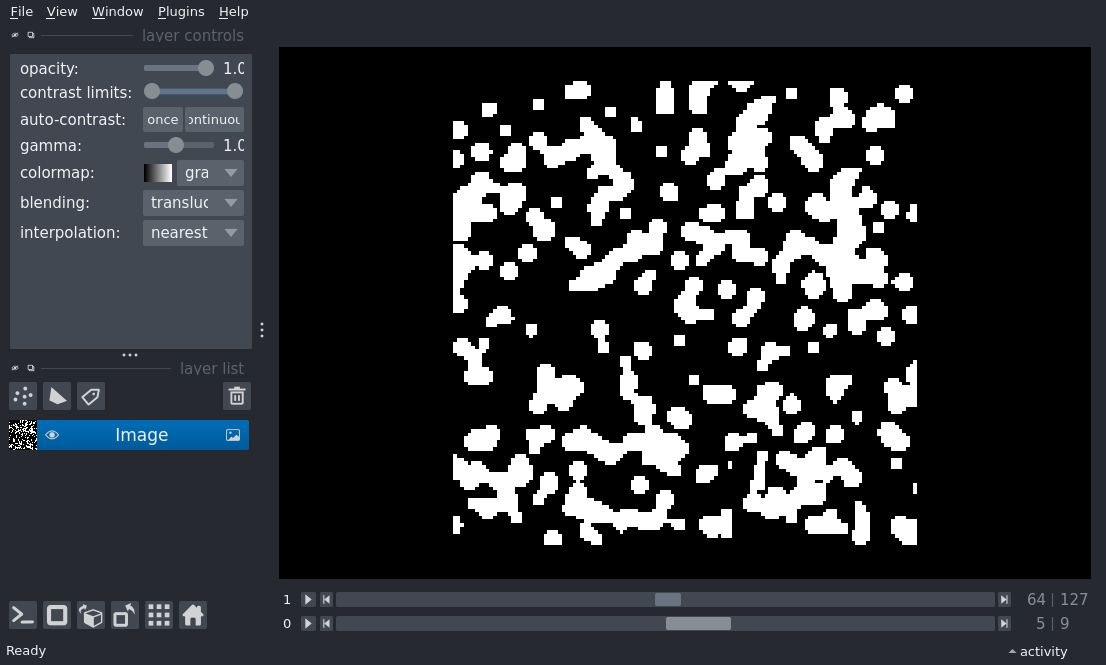 File View Window Plugins Help
layer controls
opacity: 1.0
contrast limits:
auto-contrast: once ontinuou
gamma: 1.0
colormap: gra
blending: transluc
interpolation: nearest
layer list
Image
1 64 | 127
0 5 | 9
Ready activity